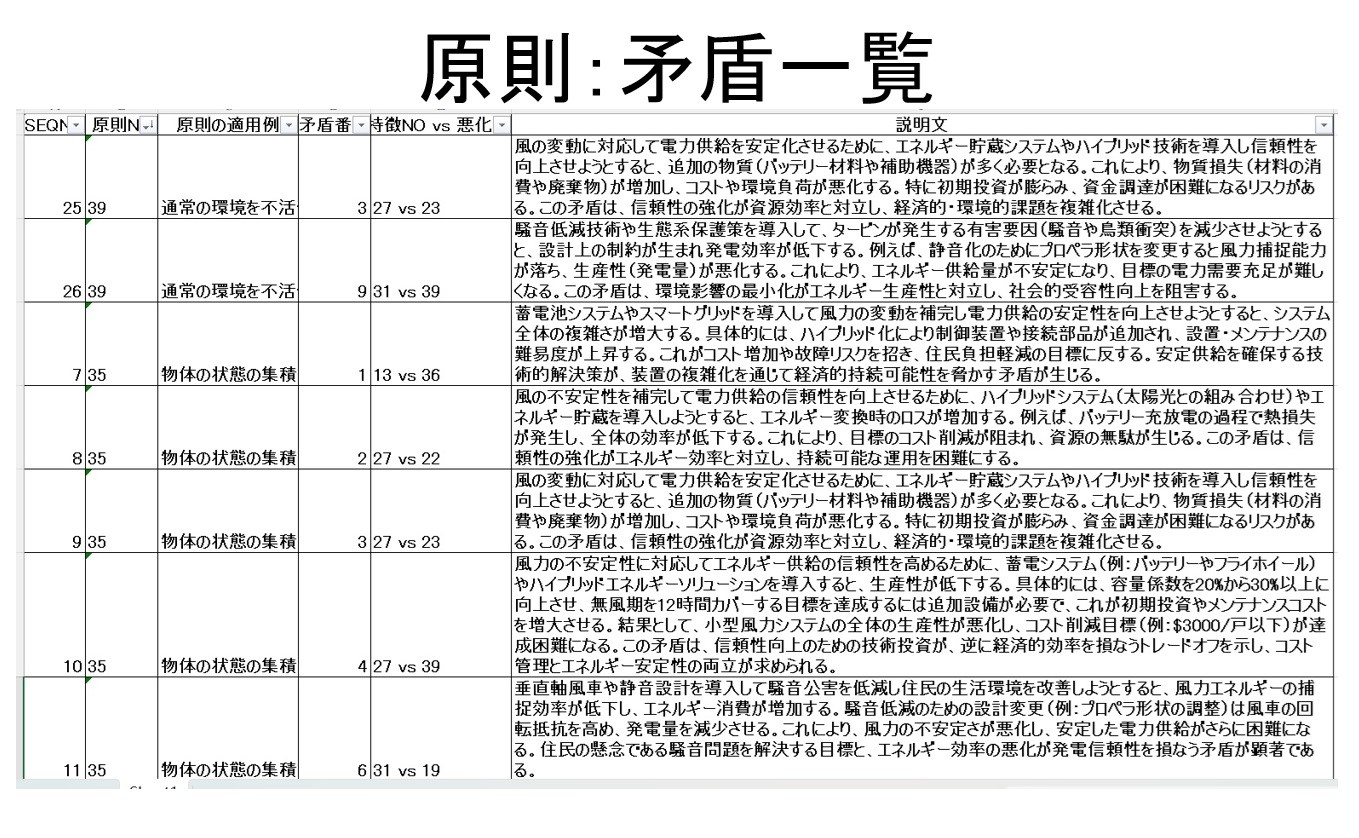 原則：矛盾一覧
SEQN 原則N 原則の適用例 矛盾番 特徴NO vs 悪化 説明文
風の変動に対応して電力供給を安定化させるために、エネルギー貯蔵システムやハイブリッド技術を導入し信頼性を
向上させようとすると、追加の物質（バッテリー材料や補助機器）が多く必要となる。これにより、物質損失（材料の消
費や廃棄物）が増加し、コストや環境負荷が悪化する。特に初期投資が膨らみ、資金調達が困難になるリスクがあ
25 39 通常の環境を不活 3 27 vs 23 る。この矛盾は、信頼性の強化が資源効率と対立し、経済的・環境的課題を複雑化させる。
騒音低減技術や生態系保護策を導入して、タービンが発生する有害要因（騒音や鳥類衝突）を減少させようとする
と、設計上の制約が生まれ発電効率が低下する。例えば、静音化のためにプロペラ形状を変更すると風力捕捉能力
が落ち、生産性（発電量）が悪化する。これにより、エネルギー供給量が不安定になり、目標の電力需要充足が難し
26 39 通常の環境を不活 9 31 vs 39 くなる。この矛盾は、環境影響の最小化がエネルギー生産性と対立し、社会的受容性向上を阻害する。
蓄電池システムやスマートグリッドを導入して風力の変動を補完し電力供給の安定性を向上させようとすると、システム
全体の複雑さが増大する。具体的には、ハイブリッド化により制御装置や接続部品が追加され、設置・メンテナンスの
難易度が上昇する。これがコスト増加や故障リスクを招き、住民負担軽減の目標に反する。安定供給を確保する技
7 35 物体の状態の集積 1 13 vs 36 術的解決策が、装置の複雑化を通じて経済的持続可能性を脅かす矛盾が生じる。
風の不安定性を補完して電力供給の信頼性を向上させるために、ハイブリッドシステム（太陽光との組み合わせ）やエ
ネルギー貯蔵を導入しようとすると、エネルギー変換時のロスが増加する。例えば、バッテリー充放電の過程で熱損失
が発生し、全体の効率が低下する。これにより、目標のコスト削減が阻まれ、資源の無駄が生じる。この矛盾は、信
8 35 物体の状態の集積 2 27 vs 22 頼性の強化がエネルギー効率と対立し、持続可能な運用を困難にする。
風の変動に対応して電力供給を安定化させるために、エネルギー貯蔵システムやハイブリッド技術を導入し信頼性を
向上させようとすると、追加の物質（バッテリー材料や補助機器）が多く必要となる。これにより、物質損失（材料の消
費や廃棄物）が増加し、コストや環境負荷が悪化する。特に初期投資が膨らみ、資金調達が困難になるリスクがあ
9 35 物体の状態の集積 3 27 vs 23 る。この矛盾は、信頼性の強化が資源効率と対立し、経済的・環境的課題を複雑化させる。
風力の不安定性に対応してエネルギー供給の信頼性を高めるために、蓄電システム（例：バッテリーやフライホイール）
やハイブリッドエネルギーソリューションを導入すると、生産性が低下する。具体的には、容量係数を20%から30%以上に
向上させ、無風期を12時間カバーする目標を達成するには追加設備が必要で、これが初期投資やメンテナンスコスト
を増大させる。結果として、小型風力システムの全体の生産性が悪化し、コスト削減目標（例：$3000/戸以下）が達
成困難になる。この矛盾は、信頼性向上のための技術投資が、逆に経済的効率を損なうトレードオフを示し、コスト
10 35 物体の状態の集積 4 27 vs 39 管理とエネルギー安定性の両立が求められる。
垂直軸風車や静音設計を導入して騒音公害を低減し住民の生活環境を改善しようとすると、風力エネルギーの捕
捉効率が低下し、エネルギー消費が増加する。騒音低減のための設計変更（例：プロペラ形状の調整）は風車の回
転抵抗を高め、発電量を減少させる。これにより、風力の不安定さが悪化し、安定した電力供給がさらに困難にな
る。住民の懸念である騒音問題を解決する目標と、エネルギー効率の悪化が発電信頼性を損なう矛盾が顕著であ
11 35 物体の状態の集積 6 31 vs 19 る。